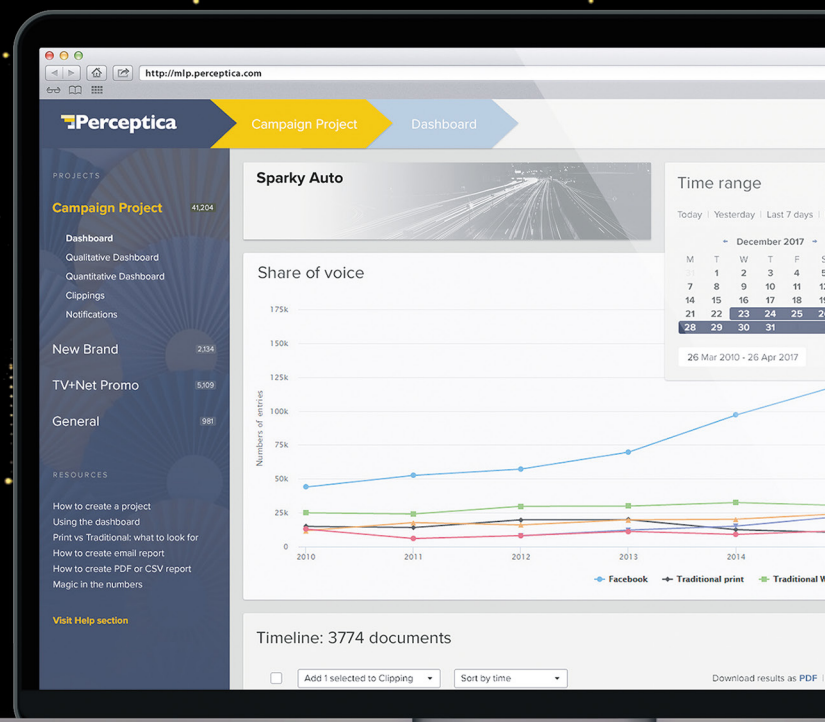 http://mlp.perceptica.com
Perceptica
Campaign Project
Dashboard
PROJECTS
Campaign Project 41,204
Dashboard
Qualitative Dashboard
Quantitative Dashboard
Clippings
Notifications
New Brand 2,134
TV+Net Promo 5,109
General 981
RESOURCES
How to create a project
Using the dashboard
Print vs Traditional: what to look for
How to create email report
How to create PDF or CSV report
Magic in the numbers
Visit Help section
Sparky Auto
Share of voice
175k
150k
125k
100k
75k
50k
25k
0
Numbers of entries
2010 2011 2012 2013 2014
Facebook Traditional print Traditional W
Time range
Today | Yesterday | Last 7 days |
December 2017
M T W T F S
31 1 2 3 4 5
7 8 9 10 11 12
14 15 16 17 18 19
21 22 23 24 25 26
28 29 30 31
26 Mar 2010 - 26 Apr 2017
Timeline: 3774 documents
Add 1 selected to Clipping
Sort by time
Download results as PDF |